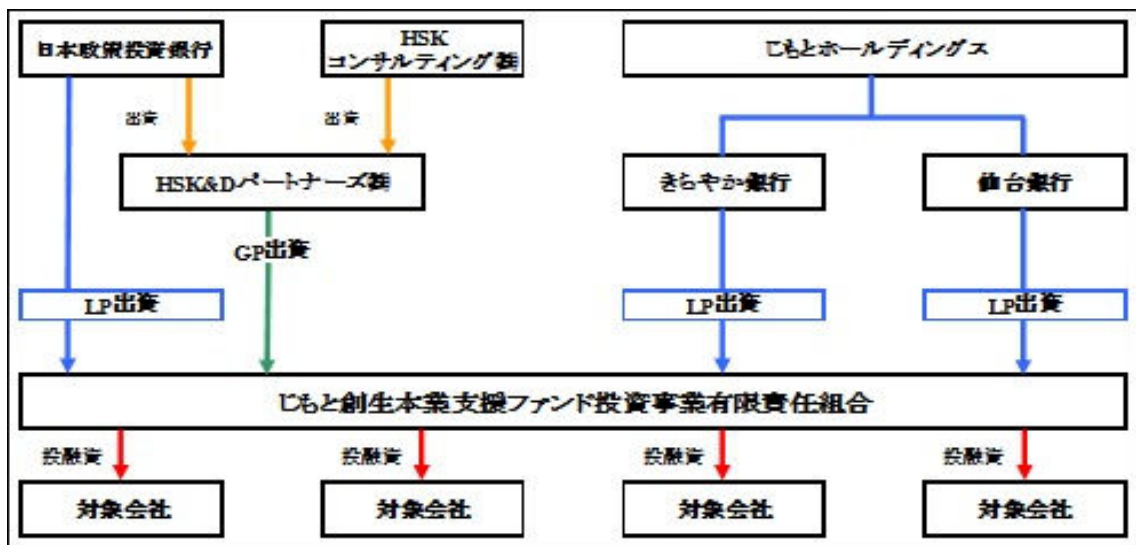 日本政策投資銀行
HSK
コンサルティング㈱
じもとホールディングス
出資
出資
HSK&Dパートナーズ㈱
きらやか銀行
仙台銀行
GP出資
LP出資
LP出資
LP出資
じもと創生本業支援ファンド投資事業有限責任組合
投融資
投融資
投融資
投融資
対象会社
対象会社
対象会社
対象会社